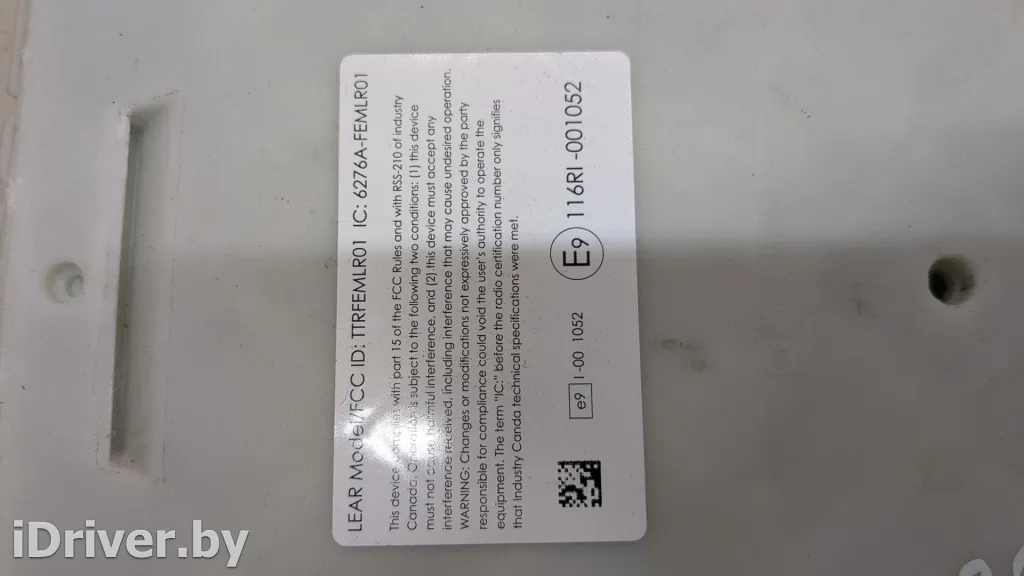 LEAR Model/FCC ID: TTRFEMLR01 IC: 6276A-FEMLR01
This device complies with part 15 of the FCC Rules and with RSS-210 of industry
Canada. Operation is subject to the following two conditions: (1) this device
must not cause harmful interference, and (2) this device must accept any
interference received, including interference that may cause undesired operation.
WARNING: Changes or modifications not expressively approved by the party
responsible for compliance could void the user's authority to operate the
equipment. The term "IC:" before the radio certification number only signifies
that Industry Canda technical specifications were met.
e9 I-00 1052 E9 116RI-001052
iDriver.by